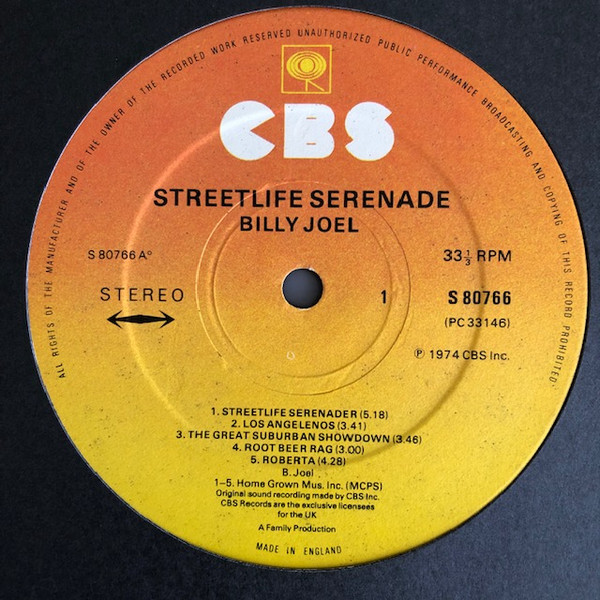 ALL RIGHTS OF THE MANUFACTURER AND OF THE OWNER OF THE RECORDED WORK RESERVED UNAUTHORIZED PUBLIC PERFORMANCE BROADCASTING AND COPYING OF THIS RECORD PROHIBITED
CBS
STREETLIFE SERENADE
BILLY JOEL
S 80766 A°
33⅓ RPM
STEREO
1
S 80766
(PC 33146)
℗ 1974 CBS Inc.
1. STREETLIFE SERENADER (5.18)
2. LOS ANGELENOS (3.41)
3. THE GREAT SUBURBAN SHOWDOWN (3.46)
4. ROOT BEER RAG (3.00)
5. ROBERTA (4.28)
B. Joel
1–5. Home Grown Mus. Inc. (MCPS)
Original sound recording made by CBS Inc.
CBS Records are the exclusive licensees
for the UK
A Family Production
MADE IN ENGLAND